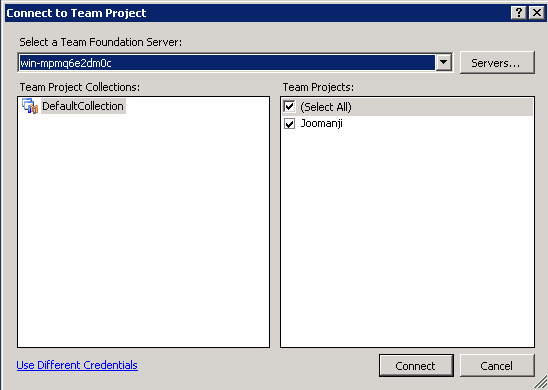 Connect to Team Project
Select a Team Foundation Server:
win-mpmq6e2dm0c
Servers...
Team Project Collections:
Team Projects:
DefaultCollection
(Select All)
Joomanji
Use Different Credentials
Connect
Cancel